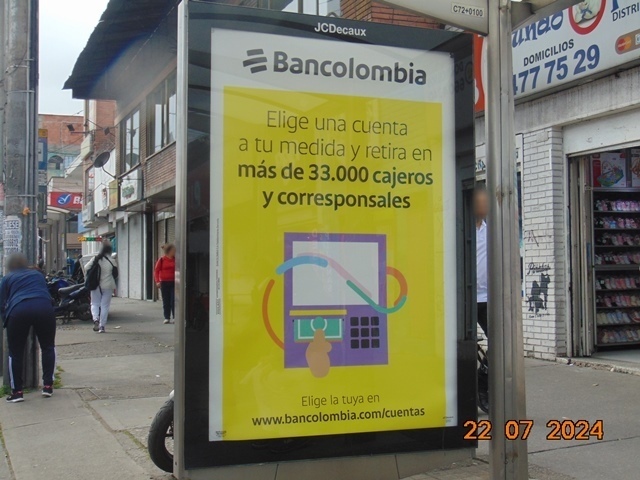 C72+0100
JCDecaux
Bancolombia
Elige una cuenta
a tu medida y retira en
más de 33.000 cajeros
y corresponsales
Elige la tuya en
www.bancolombia.com/cuentas
DOMICILIOS
477 75 29
22 07 2024